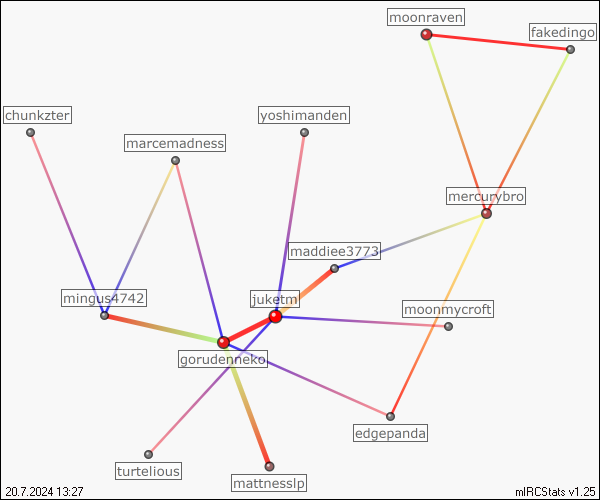 moonraven
fakedingo
chunkzter
yoshimanden
marcemadness
mercurybro
maddiee3773
mingus4742
juketm
moonmycroft
gorudenneko
edgepanda
turtelious
mattnesslp
20.7.2024 13:27
mIRCStats v1.25